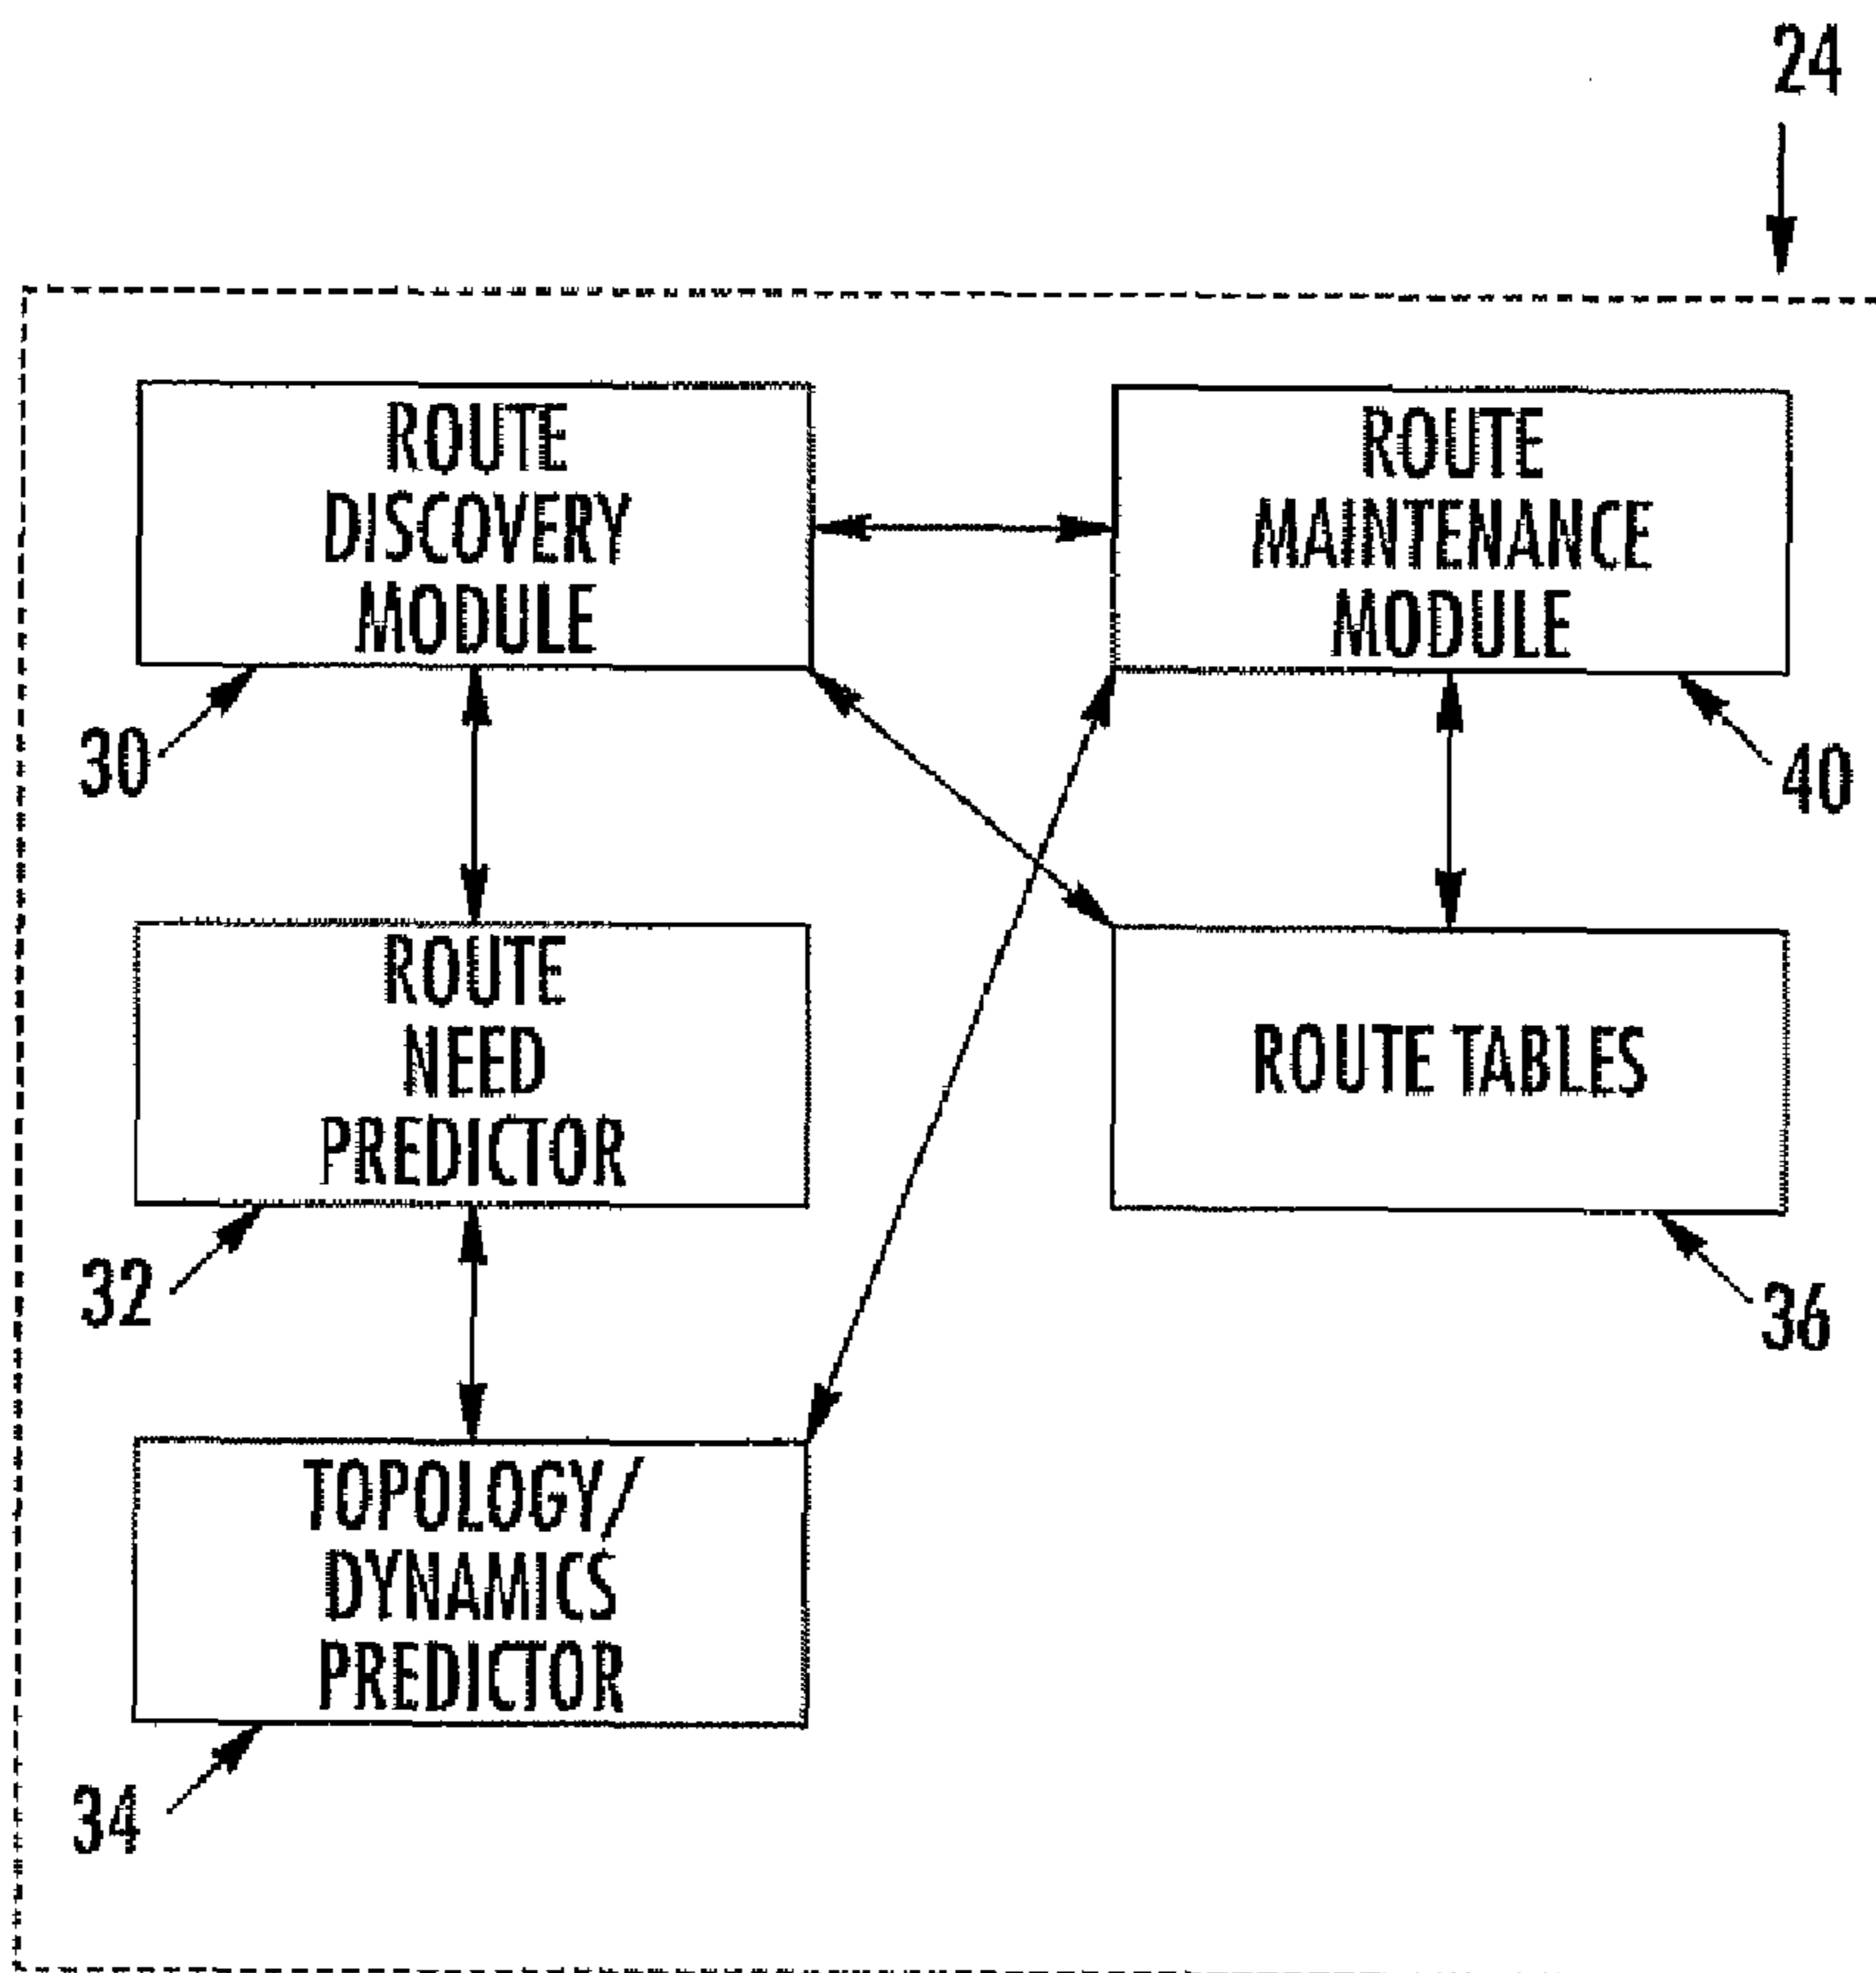 24
ROUTE
DISCOVERY
MODULE
ROUTE
MAINTENANCE
MODULE
30
40
ROUTE
NEED
PREDICTOR
ROUTE TABLES
32
36
TOPOLOGY/
DYNAMICS
PREDICTOR
34